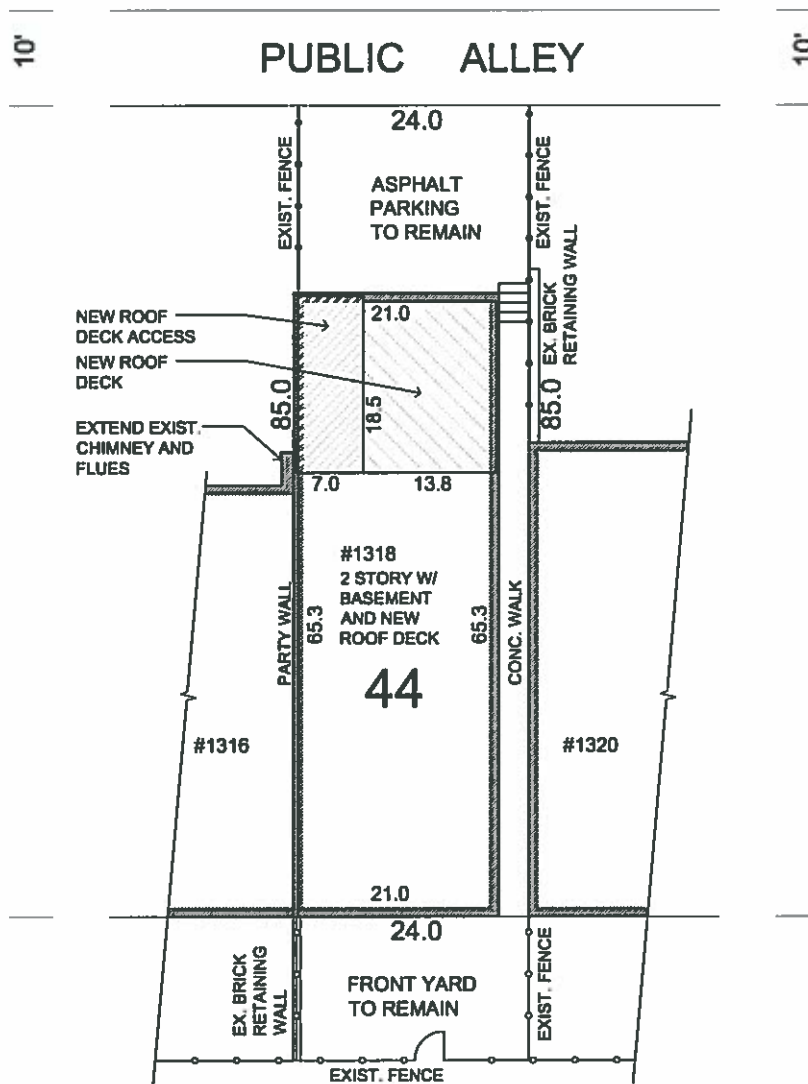 10'
PUBLIC ALLEY
10'
24.0
EXIST. FENCE
ASPHALT
PARKING
TO REMAIN
EXIST. FENCE
EX. BRICK
RETAINING WALL
NEW ROOF
DECK ACCESS
NEW ROOF
DECK
EXTEND EXIST.
CHIMNEY AND
FLUES
21.0
85.0
18.5
85.0
7.0
13.8
PARTY WALL
65.3
#1318
2 STORY W/
BASEMENT
AND NEW
ROOF DECK
65.3
CONC. WALK
44
#1316
#1320
21.0
24.0
EX. BRICK
RETAINING
WALL
FRONT YARD
TO REMAIN
EXIST. FENCE
EXIST. FENCE